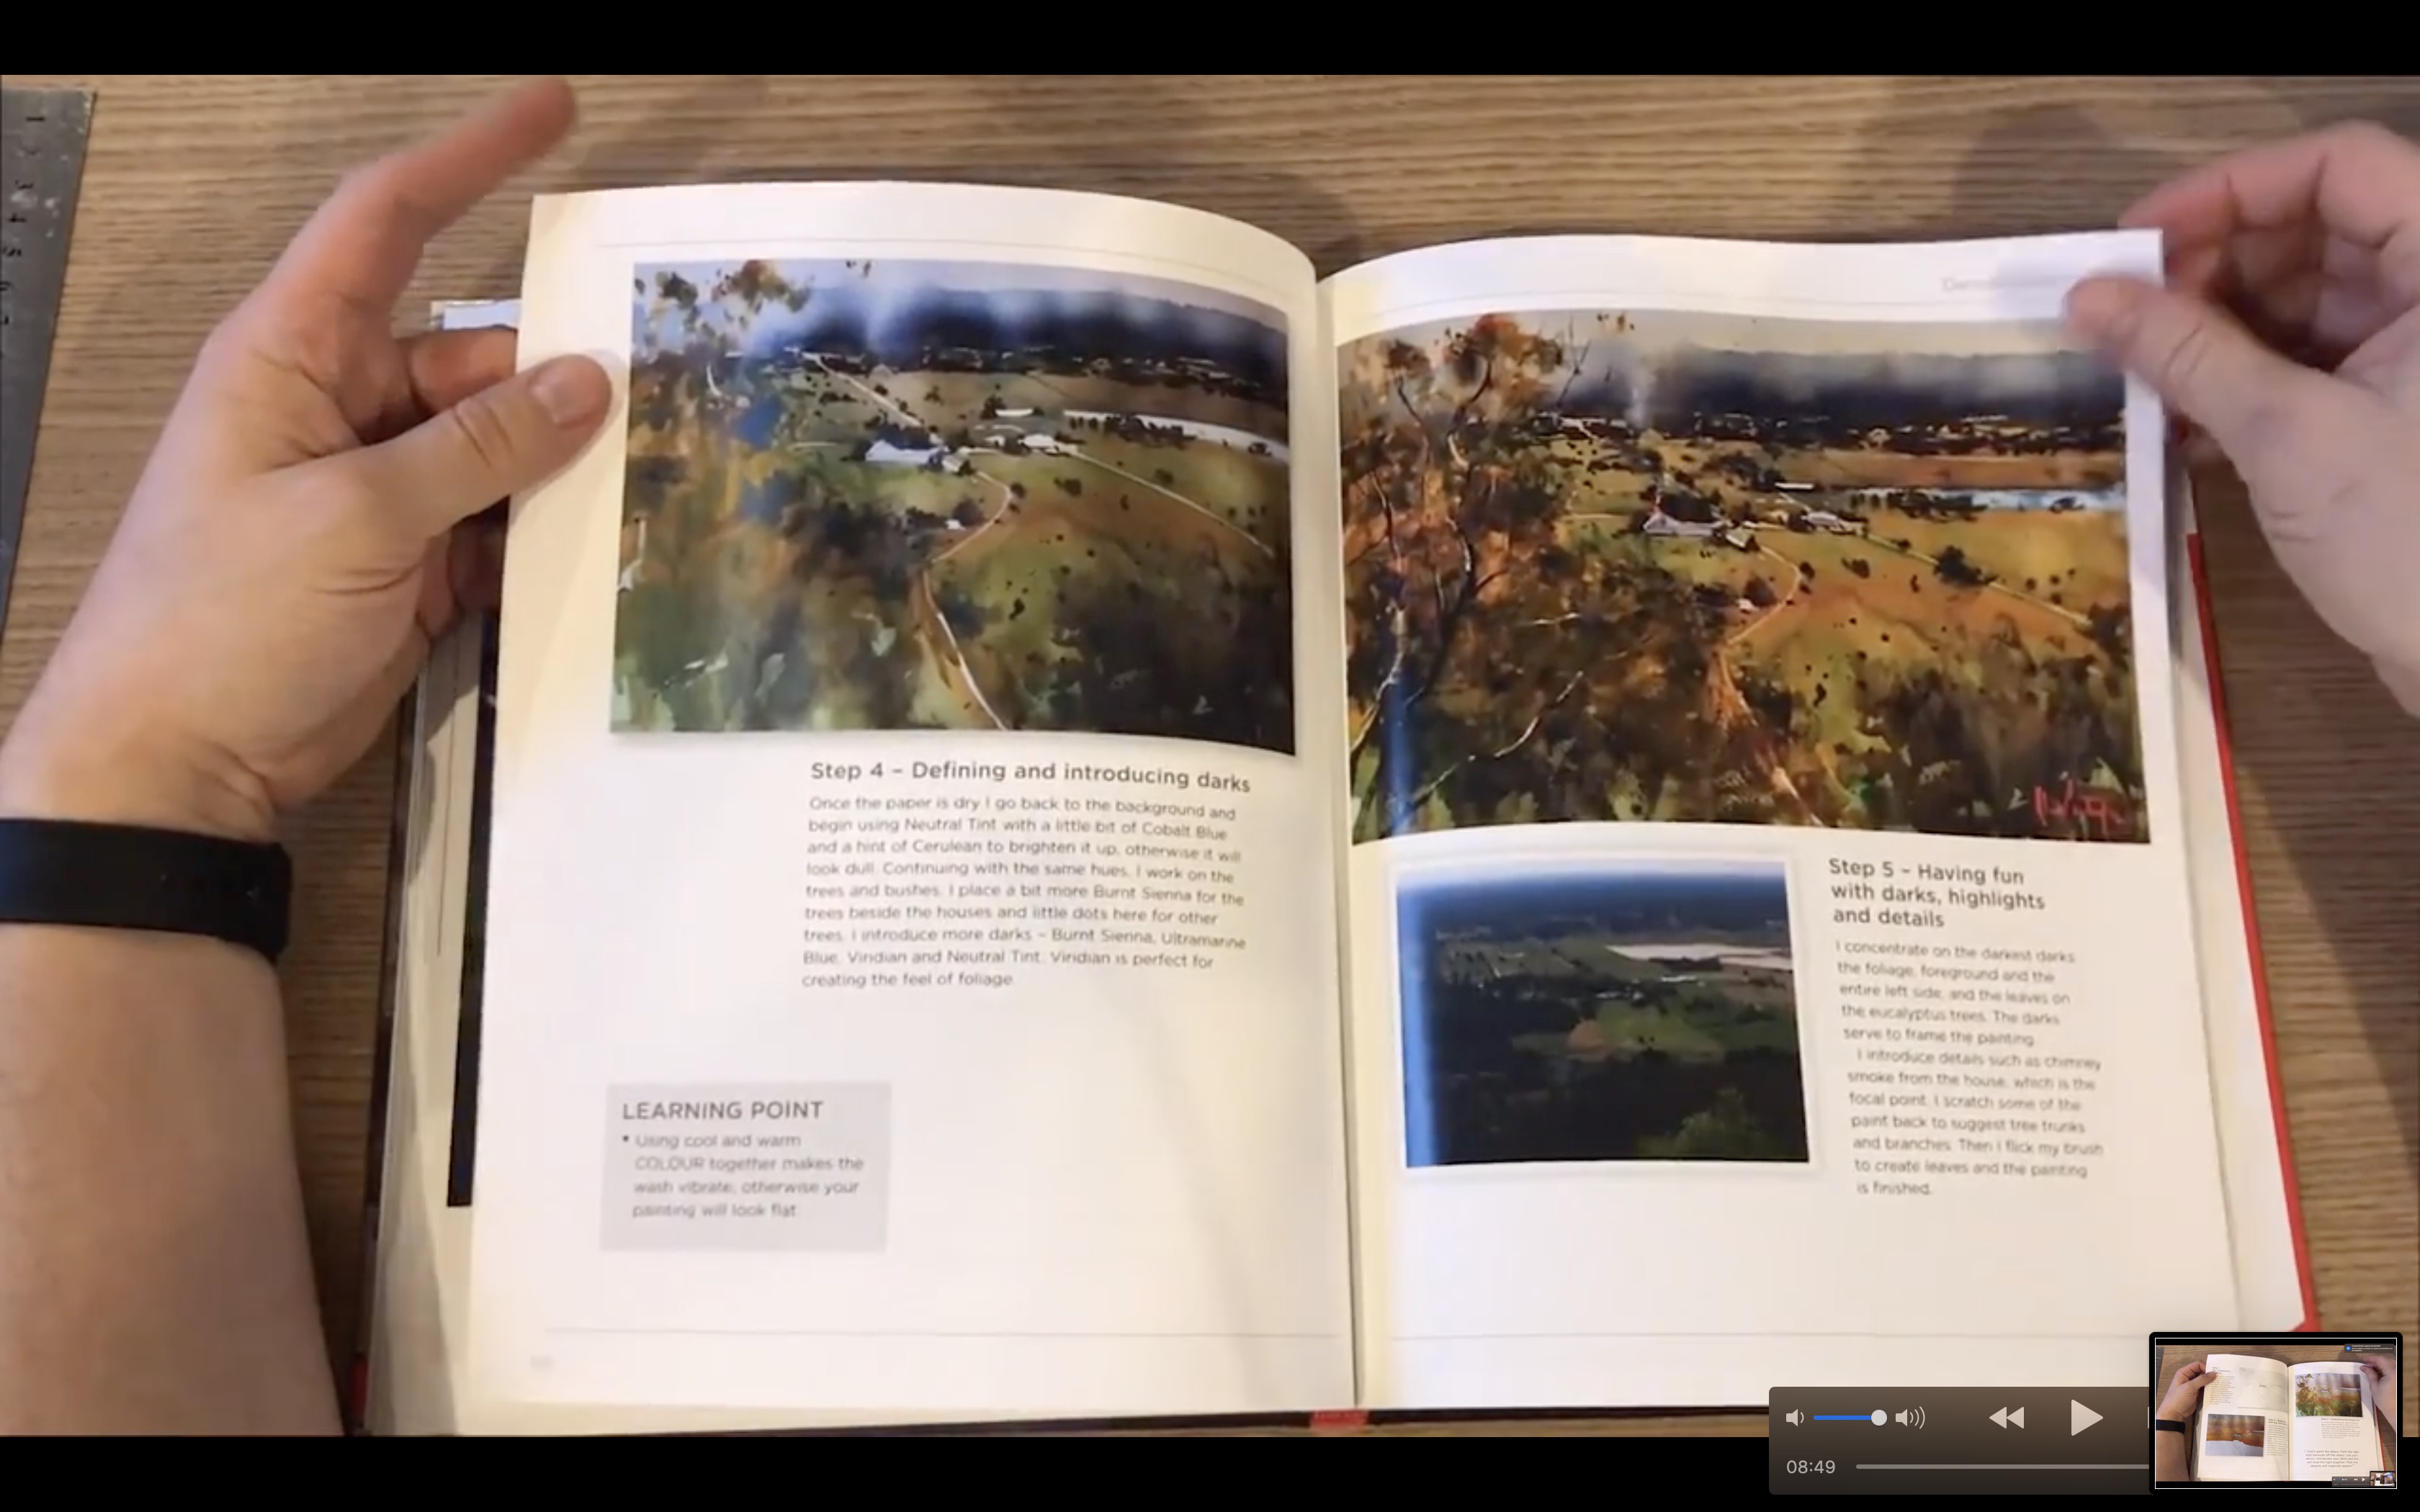 Step 4 – Defining and introducing darks
Once the paper is dry I go back to the background and
begin using Neutral Tint with a little bit of Cobalt Blue
and a hint of Cerulean to brighten it up, otherwise it will
look dull. Continuing with the same hues, I work on the
trees and bushes. I place a bit more Burnt Sienna for the
trees beside the houses and little dots here for other
trees. I introduce more darks – Burnt Sienna, Ultramarine
Blue, Viridian and Neutral Tint. Viridian is perfect for
creating the feel of foliage.
LEARNING POINT
• Using cool and warm
COLOUR together makes the
wash vibrate, otherwise your
painting will look flat.
Step 5 – Having fun
with darks, highlights
and details
I concentrate on the darkest darks
the foliage, foreground and the
entire left side, and the leaves on
the eucalyptus trees. The darks
serve to frame the painting.
I introduce details such as chimney
smoke from the house, which is the
focal point. I scratch some of the
paint back to suggest tree trunks
and branches. Then I flick my brush
to create leaves and the painting
is finished.
08:49